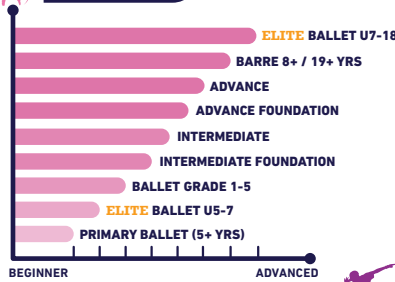 ELITE BALLET U7-18
BARRE 8+ / 19+ YRS
ADVANCE
ADVANCE FOUNDATION
INTERMEDIATE
INTERMEDIATE FOUNDATION
BALLET GRADE 1-5
ELITE BALLET U5-7
PRIMARY BALLET (5+ YRS)
BEGINNER ADVANCED